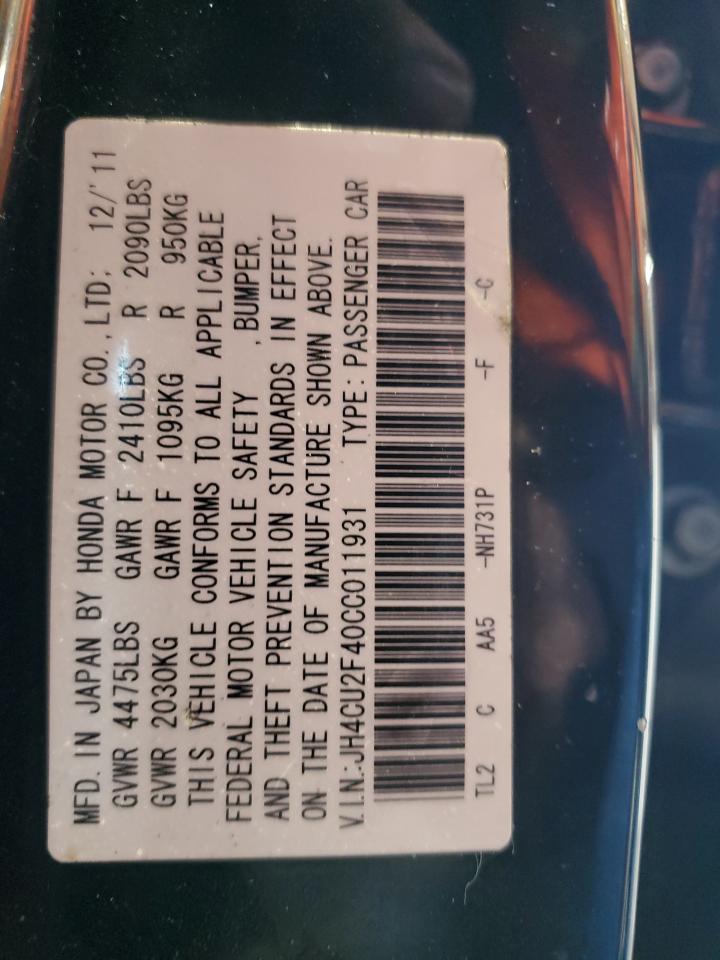 MFD. IN JAPAN BY HONDA MOTOR CO.,LTD; 12/'11
GVWR 4475LBS GAWR F 2410LBS R 2090LBS
GVWR 2030KG GAWR F 1095KG R 950KG
THIS VEHICLE CONFORMS TO ALL APPLICABLE
FEDERAL MOTOR VEHICLE SAFETY ,BUMPER,
AND THEFT PREVENTION STANDARDS IN EFFECT
ON THE DATE OF MANUFACTURE SHOWN ABOVE.
V.I.N.:JH4CU2F40CC011931 TYPE:PASSENGER CAR
TL2 C AA5 -NH731P -F -C